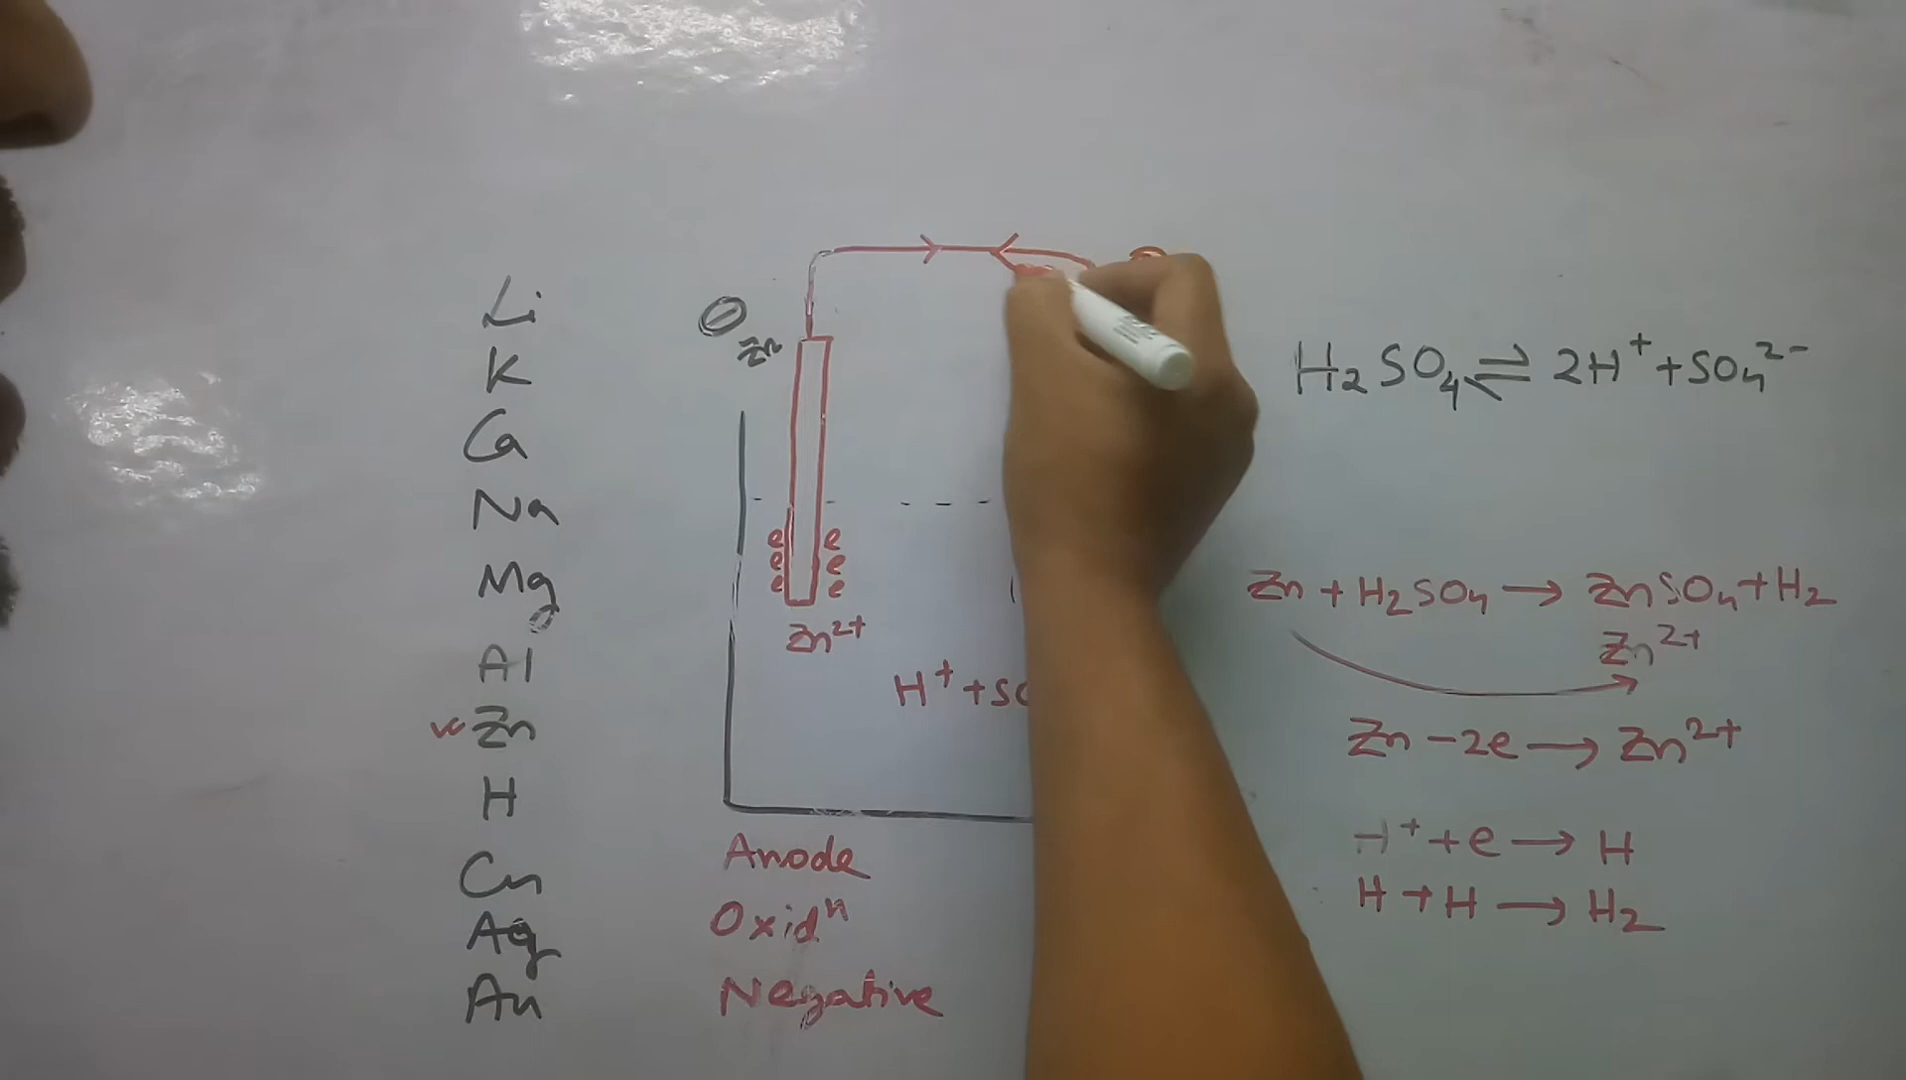 Li
K
Ca
Na
Mg
Al
Zn
H
Cu
Ag
Au
Zn
e e
e e
e e
Zn²⁺
H⁺ +
Anode
Oxidⁿ
Negative
H₂SO₄ ⇌ 2H⁺ + SO₄²⁻
Zn + H₂SO₄ → ZnSO₄ + H₂
Zn²⁺
Zn - 2e → Zn²⁺
H⁺ + e → H
H + H → H₂